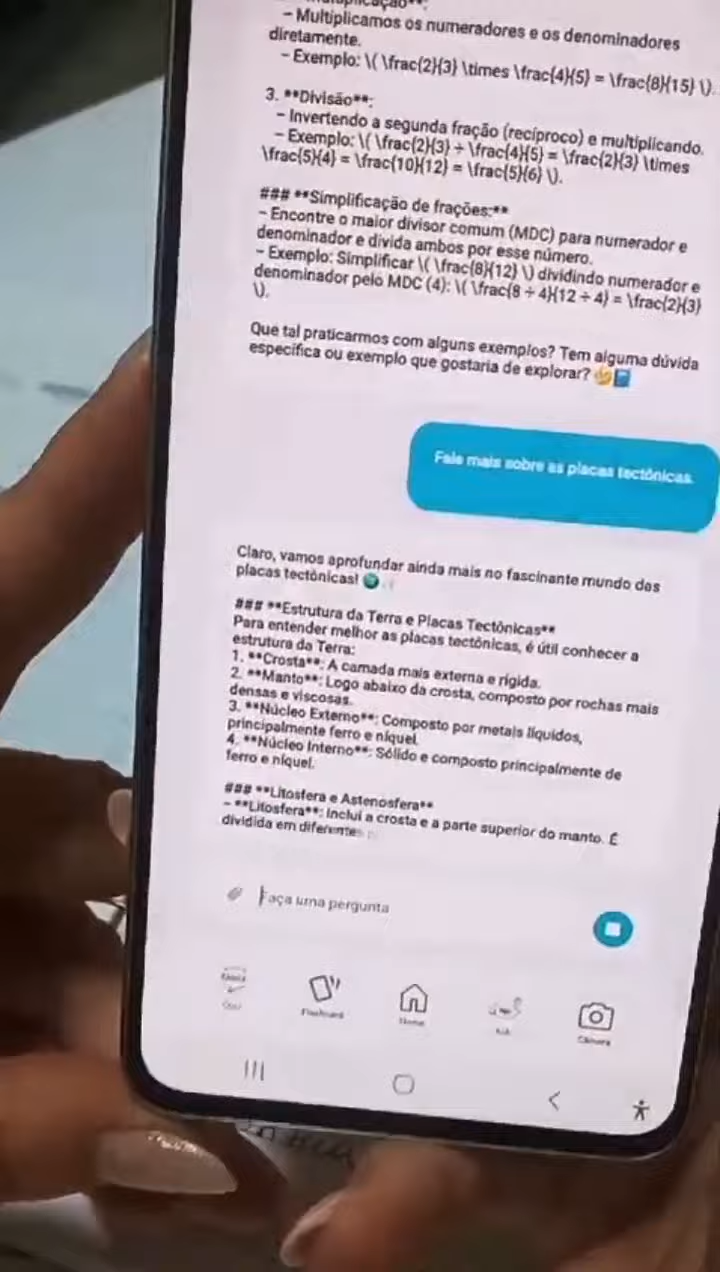 - Multiplicamos os numeradores e os denominadores
diretamente.
- Exemplo: \( \frac{2}{3} \times \frac{4}{5} = \frac{8}{15} \).
3. **Divisão**:
- Invertendo a segunda fração (recíproco) e multiplicando.
- Exemplo: \( \frac{2}{3} ÷ \frac{4}{5} = \frac{2}{3} \times
\frac{5}{4} = \frac{10}{12} = \frac{5}{6} \).
### **Simplificação de frações:**
- Encontre o maior divisor comum (MDC) para numerador e
denominador e divida ambos por esse número.
- Exemplo: Simplificar \( \frac{8}{12} \) dividindo numerador e
denominador pelo MDC (4): \( \frac{8 ÷ 4}{12 ÷ 4} = \frac{2}{3}
\).
Que tal praticarmos com alguns exemplos? Tem alguma dúvida
específica ou exemplo que gostaria de explorar?
Fale mais sobre as placas tectônicas.
Claro, vamos aprofundar ainda mais no fascinante mundo das
placas tectônicas!
### **Estrutura da Terra e Placas Tectônicas**
Para entender melhor as placas tectônicas, é útil conhecer a
estrutura da Terra:
1. **Crosta**: A camada mais externa e rígida.
2. **Manto**: Logo abaixo da crosta, composto por rochas mais
densas e viscosas.
3. **Núcleo Externo**: Composto por metais líquidos,
principalmente ferro e níquel.
4. **Núcleo Interno**: Sólido e composto principalmente de
ferro e níquel.
### **Litosfera e Astenosfera**
- **Litosfera**: Inclui a crosta e a parte superior do manto. É
dividida em diferentes
Faça uma pergunta
Flashcard
Home
Câmera